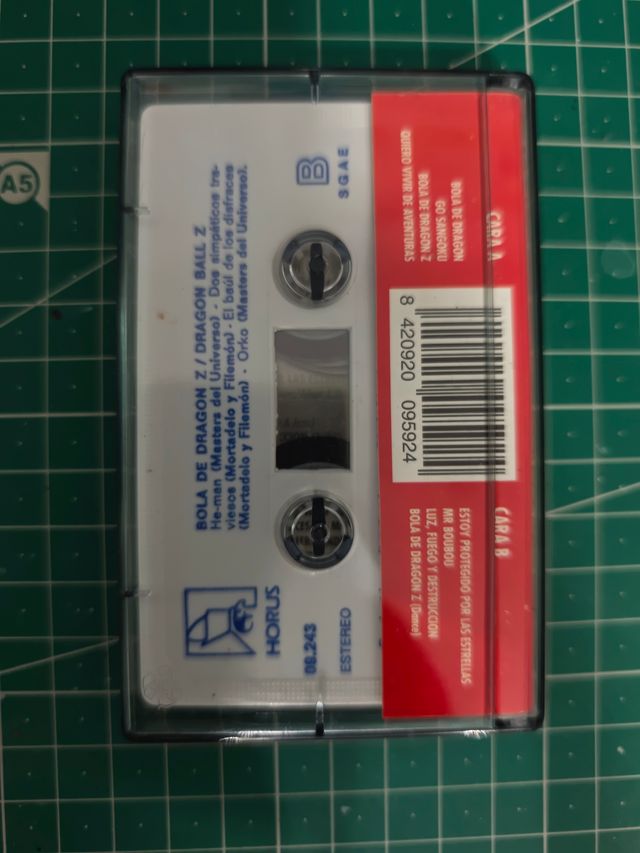 A5
BOLA DE DRAGON Z / DRAGON BALL Z
He-man (Masters del Universo) - Dos simpáticos tra-
viesos (Mortadelo y Filemón) - El baúl de los disfraces
(Mortadelo y Filemón) - Orko (Masters del Universo).
B
SGAE
HORUS
08.243
ESTEREO
CARA A
BOLA DE DRAGON
GO SANGOKU
BOLA DE DRAGON Z
QUIERO VIVIR DE AVENTURAS
8 420920 095924
CARA B
ESTOY PROTEGIDO POR LAS ESTRELLAS
MR BOUBOU
LUZ, FUEGO Y DESTRUCCION
BOLA DE DRAGON Z (Dance)